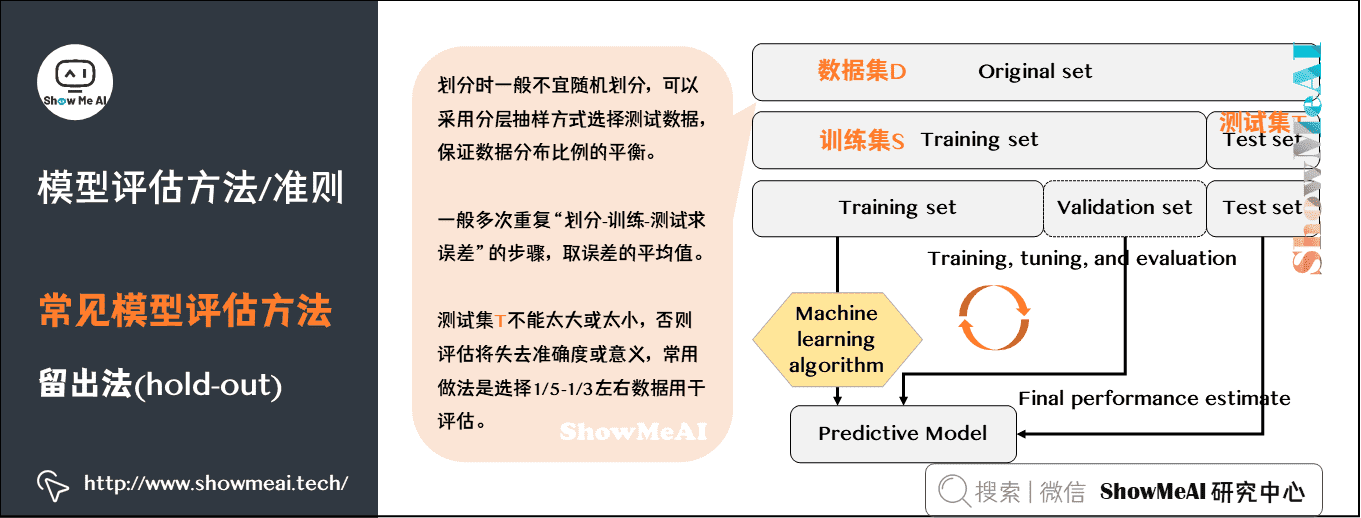 Show Me AI
模型评估方法/准则
常见模型评估方法
留出法(hold-out)
http://www.showmeai.tech/
划分时一般不宜随机划分，可以
采用分层抽样方式选择测试数据，
保证数据分布比例的平衡。
一般多次重复“划分-训练-测试求
误差”的步骤，取误差的平均值。
测试集T不能太大或太小，否则
评估将失去准确度或意义，常用
做法是选择1/5-1/3左右数据用于
评估。
ShowMeAI
数据集D Original set
训练集S Training set
测试集T
Test set
Training set
Validation set
Test set
Training, tuning, and evaluation
Machine
learning
algorithm
Final performance estimate
Predictive Model
ShowMeAI
搜索 | 微信 ShowMeAI 研究中心